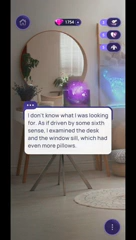 1754
I don't know what I was looking
for. As if driven by some sixth
sense, I examined the desk
and the window sill, which had
even more pillows.